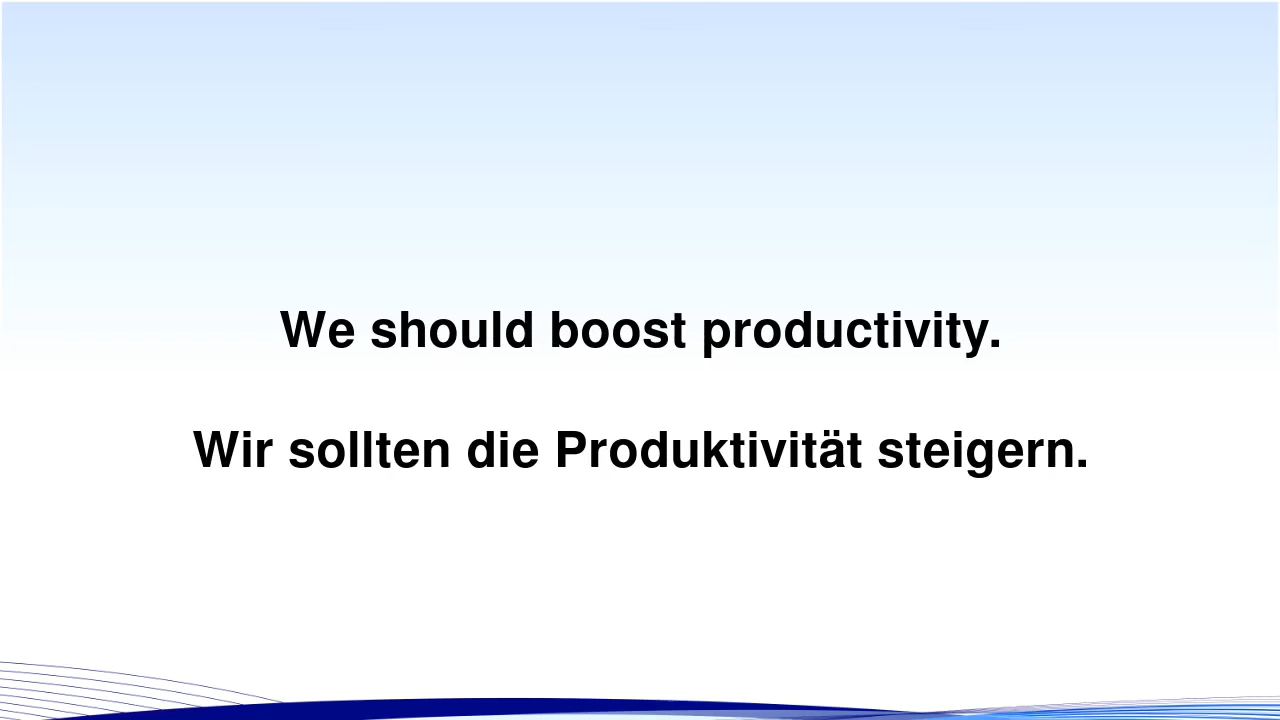 We should boost productivity.
Wir sollten die Produktivität steigern.